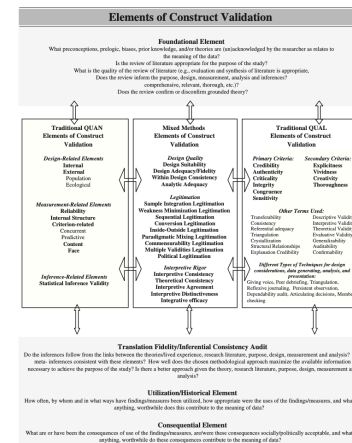 Elements of Construct Validation
Foundational Element
What preconceptions, prelogic, biases, prior knowledge, and/or theories are (un)acknowledged by the researcher as relates to
the meaning of the data?
Is the review of literature appropriate for the purpose of the study?
What is the quality of the review of literature (e.g., evaluation and synthesis of literature is appropriate,
Does the review inform the purpose, design, measurement, analysis and inferences?
comprehensive, relevant, thorough, etc.)?
Does the review confirm or disconfirm grounded theory?
Traditional QUAN
Elements of Construct
Validation
Design-Related Elements
Internal
External
Population
Ecological
Measurement-Related Elements
Reliability
Internal Structure
Criterion-related
Concurrent
Predictive
Content
Face
Inference-Related Elements
Statistical Inference Validity
Mixed Methods
Elements of Construct
Validation
Design Quality
Design Suitability
Design Adequacy/Fidelity
Within Design Consistency
Analytic Adequacy
Legitimation
Sample Integration Legitimation
Weakness Minimization Legitimation
Sequential Legitimation
Conversion Legitimation
Inside-Outside Legitimation
Paradigmatic Mixing Legitimation
Commensurability Legitimation
Multiple Validities Legitimation
Political Legitimation
Interpretive Rigor
Interpretive Consistency
Theoretical Consistency
Interpretive Agreement
Interpretive Distinctiveness
Integrative efficacy
Traditional QUAL
Elements of Construct
Validation
Primary Criteria: Secondary Criteria:
Credibility Explicitness
Authenticity Vividness
Criticality Creativity
Integrity Thoroughness
Congruence
Sensitivity
Other Terms Used:
Transferability Descriptive Validit
Consistency Interpretive Validit
Referential adequacy Theoretical Validit
Triangulation Evaluative Validit
Crystallization Generalizability
Structural Relationships Auditability
Explanation Credibility Confirmability
Different Types of Techniques for design
considerations, data generating, analysis, and
presentation:
Giving voice, Peer debriefing, Triangulation,
Reflexive journaling, Persistent observation,
Dependability audit, Articulating decisions, Membe
checking
Translation Fidelity/Inferential Consistency Audit
Do the inferences follow from the links between the theories/lived experience, research literature, purpose, design, measurement and analysis?
meta- inferences consistent with these elements? How well does the chosen methodological approach maximize the available information
necessary to achieve the purpose of the study? Is there a better approach given the theory, research literature, purpose, design, measurement a
analysis?
Utilization/Historical Element
How often, by whom and in what ways have findings/measures been utilized, how appropriate were the uses of the findings/measures, and wha
anything, worthwhile does this contribute to the meaning of data?
Consequential Element
What are or have been the consequences of use of the findings/measures, and/were these consequences socially/politically acceptable, and what
anything, worthwhile do these consequences contribute to the meaning of data?